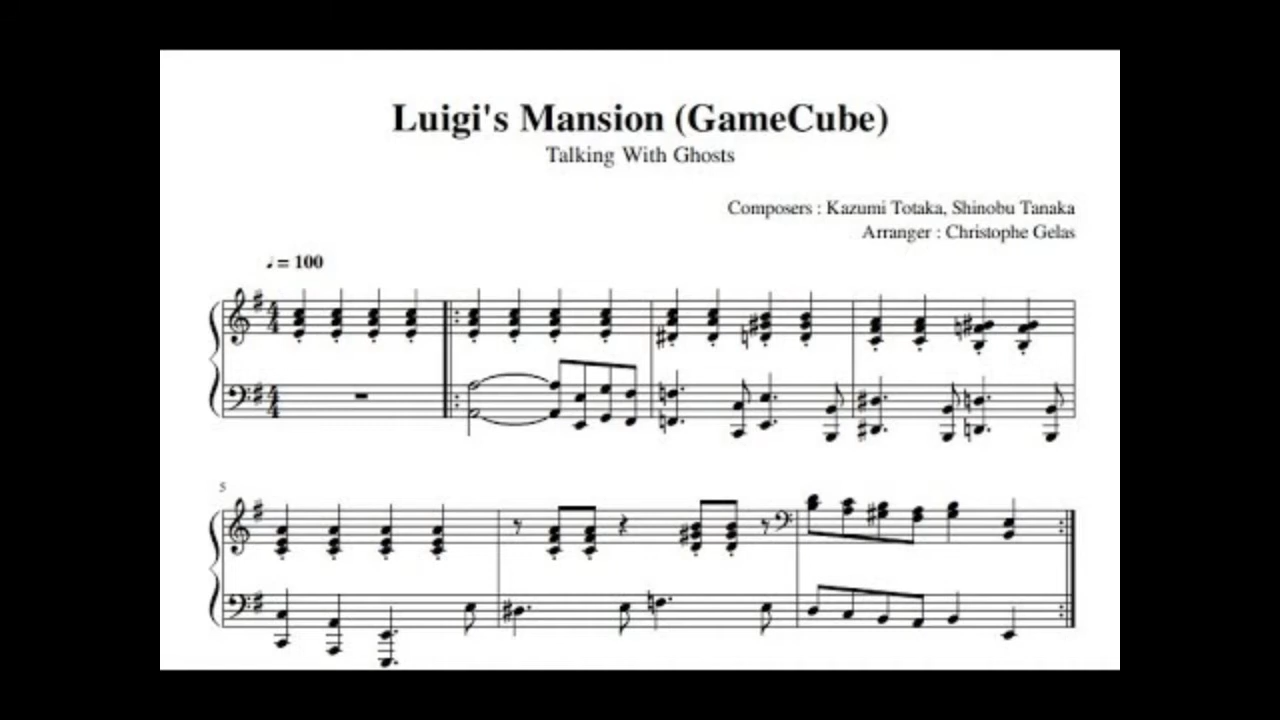 Luigi's Mansion (GameCube)
Talking With Ghosts
Composers : Kazumi Totaka, Shinobu Tanaka
Arranger : Christophe Gelas
♩ = 100
5